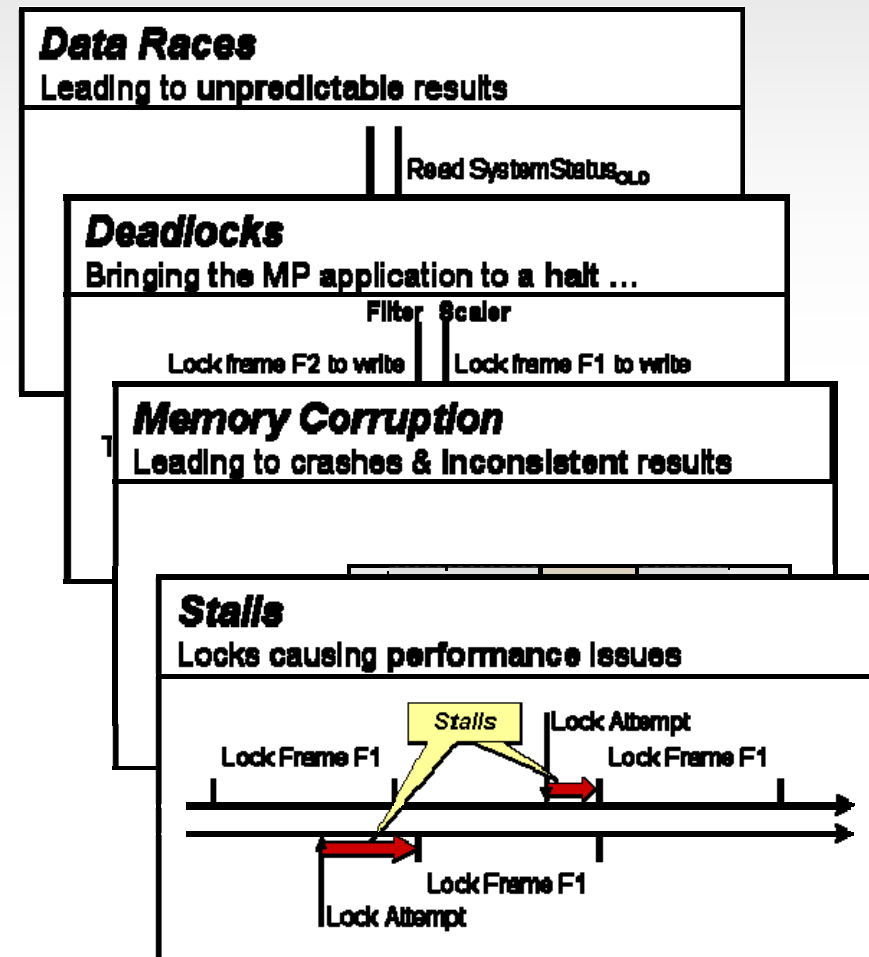 Data Races
Leading to unpredictable results
Read SystemStatusOLD
Deadlocks
Bringing the MP application to a halt ...
Filter Scaler
Lock frame F2 to write Lock frame F1 to write
Memory Corruption
Leading to crashes & inconsistent results
Stalls
Locks causing performance issues
Stalls
Lock Attempt
Lock Frame F1
Lock Frame F1
Lock Frame F1
Lock Attempt